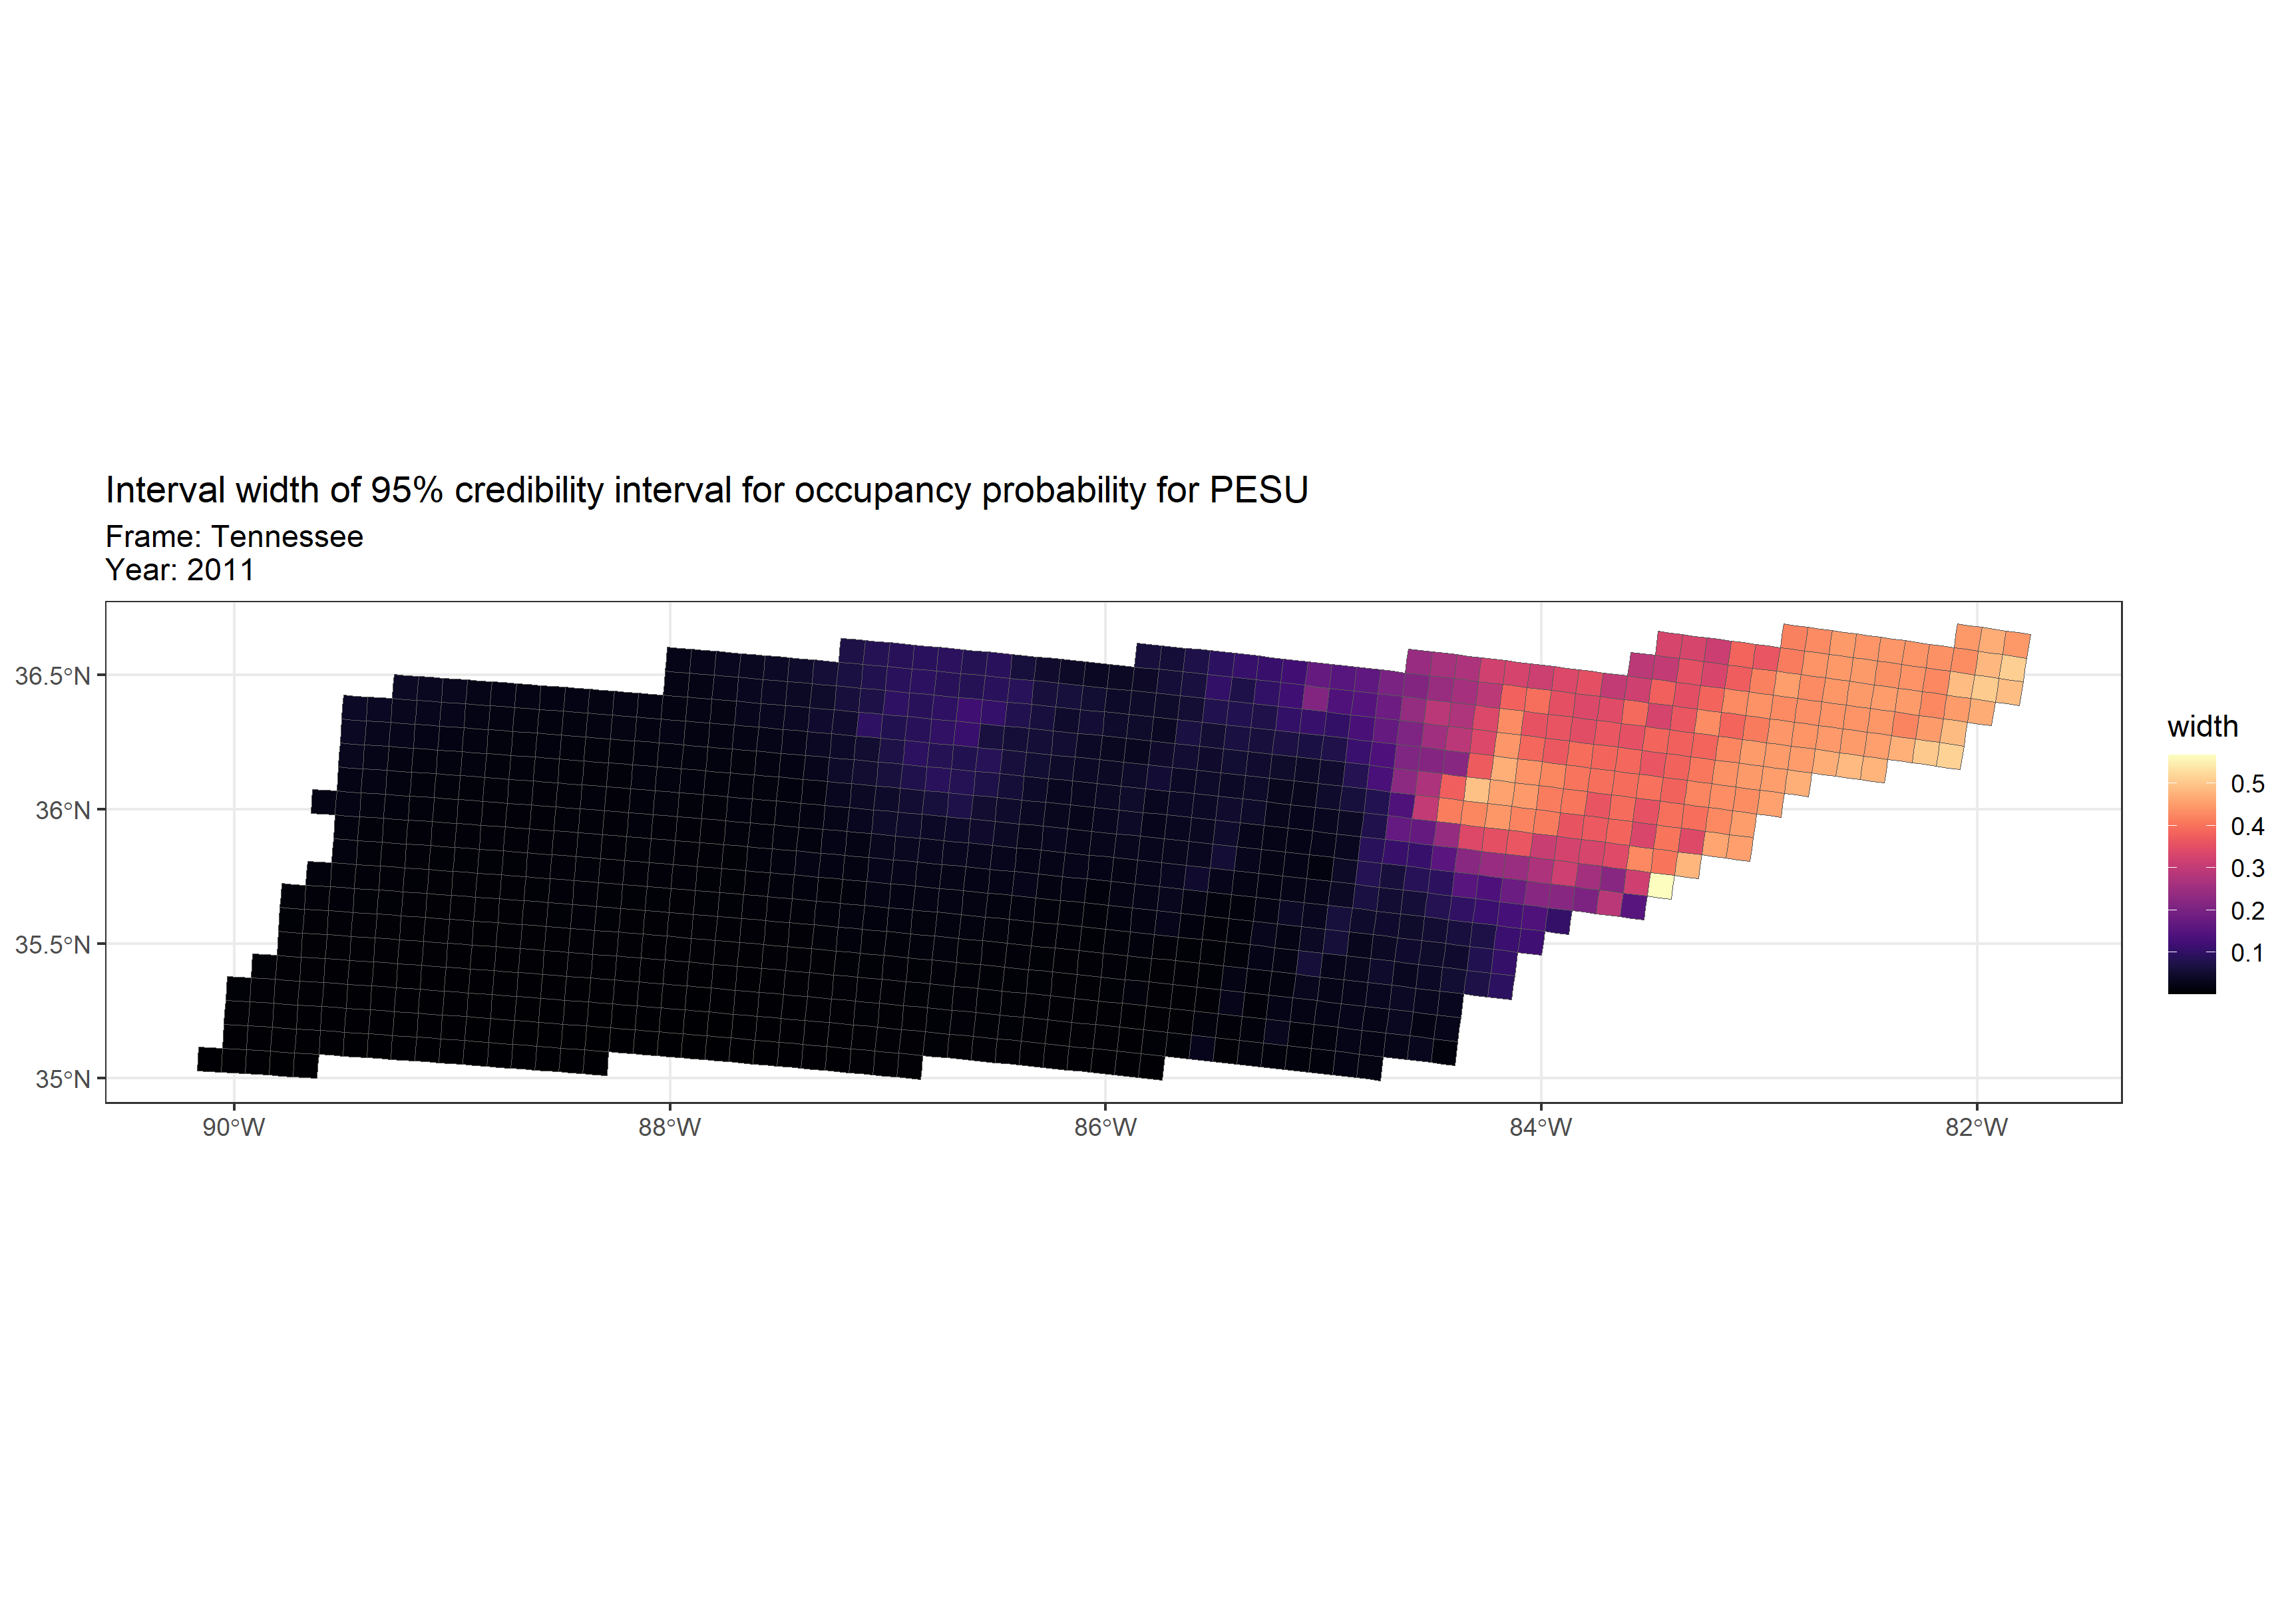 Interval width of 95% credibility interval for occupancy probability for PESU
Frame: Tennessee
Year: 2011
36.5°N
36°N
35.5°N
35°N
90°W
88°W
86°W
84°W
82°W
width
0.5
0.4
0.3
0.2
0.1